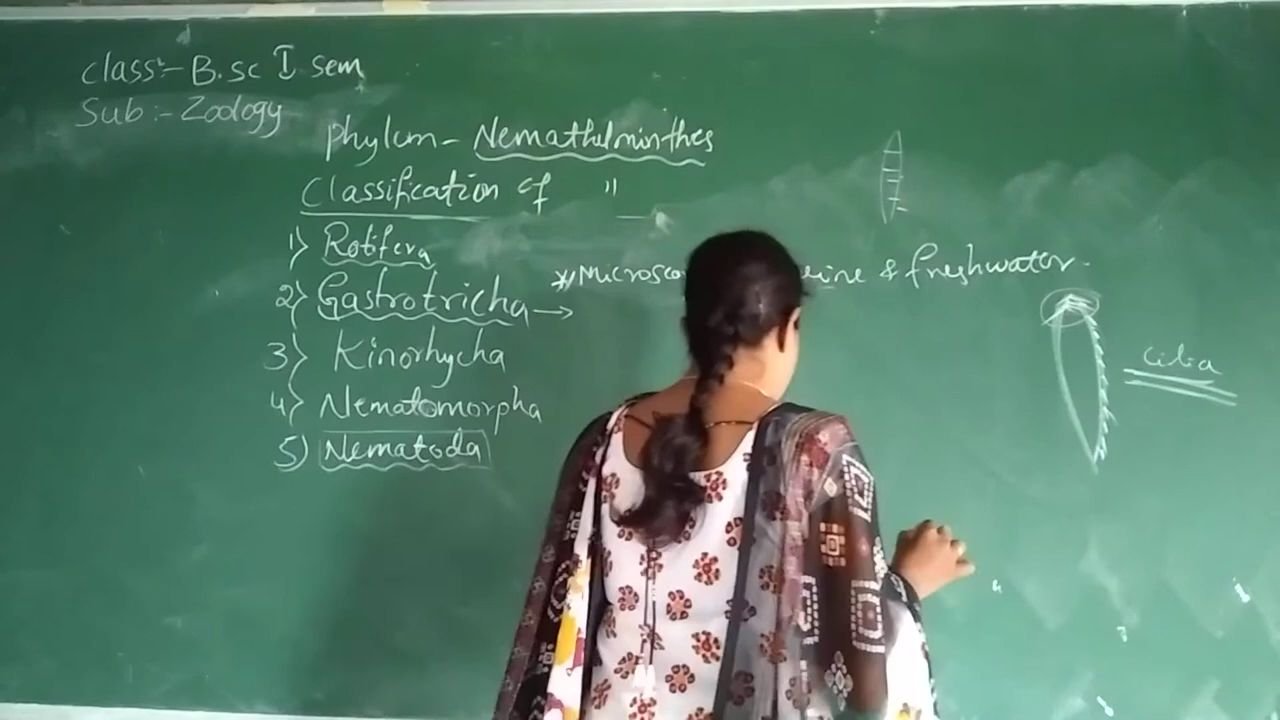 Class:- B.Sc I Sem
Sub:- Zoology
Phylum - Nemathelminthes
Classification of "
1) Rotifera
2) Gastrotricha →
* Microsco & freshwater.
3) Kinorhycha
Cilia
4) Nematomorpha
5) Nematoda